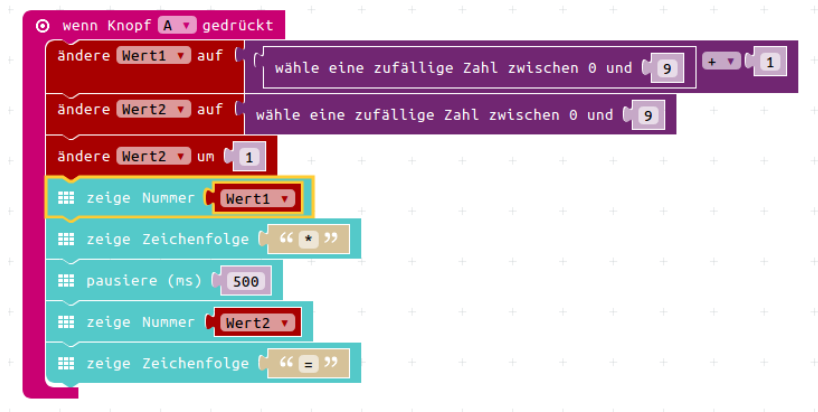 wenn Knopf A gedrückt
ändere Wert1 auf wähle eine zufällige Zahl zwischen 0 und 9 + 1
ändere Wert2 auf wähle eine zufällige Zahl zwischen 0 und 9
ändere Wert2 um 1
zeige Nummer Wert1
zeige Zeichenfolge “ * ”
pausiere (ms) 500
zeige Nummer Wert2
zeige Zeichenfolge “ = ”